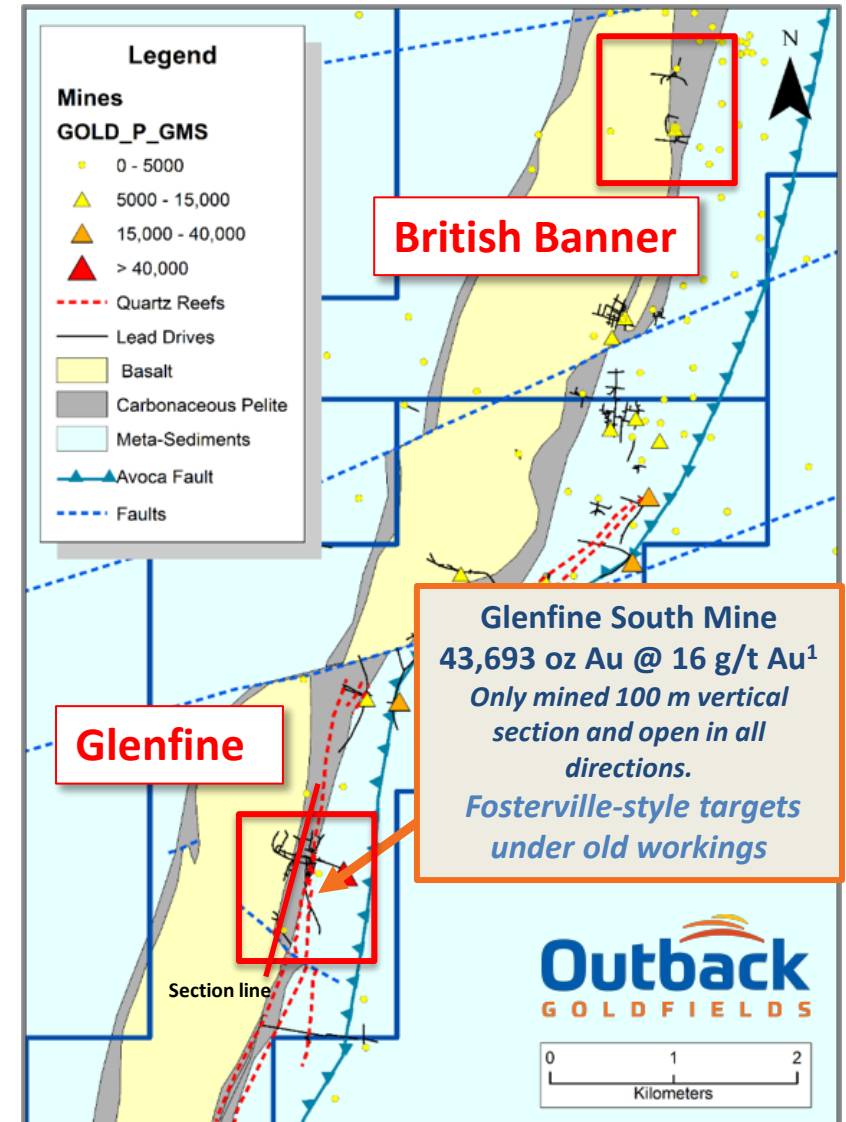 Legend
Mines
GOLD_P_GMS
0 - 5000
5000 - 15,000
15,000 - 40,000
> 40,000
Quartz Reefs
Lead Drives
Basalt
Carbonaceous Pelite
Meta-Sediments
Avoca Fault
Faults
N
British Banner
Glenfine South Mine
43,693 oz Au @ 16 g/t Au¹
Only mined 100 m vertical
section and open in all
directions.
Fosterville-style targets
under old workings
Glenfine
Section line
Outback
GOLDFIELDS
0 1 2
Kilometers